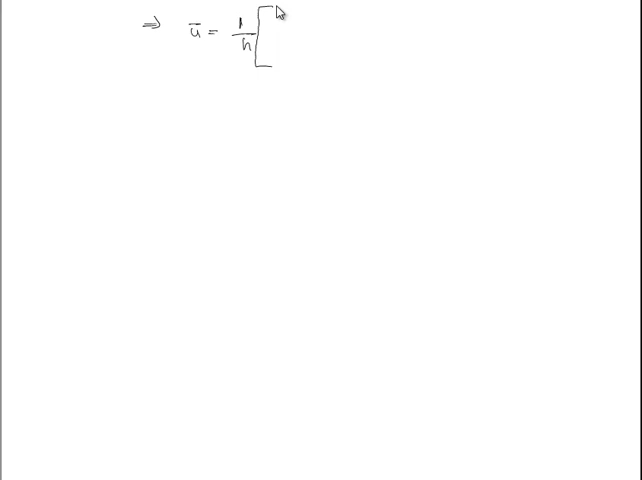 ⇒ ū = 1/h [